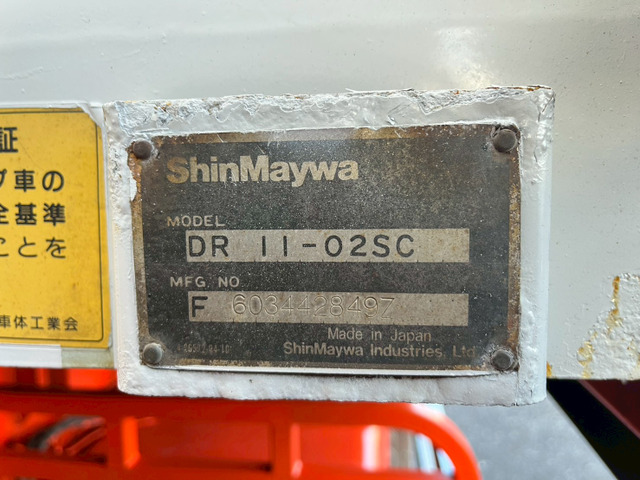 証
プ車の
全基準
ことを
車体工業会
ShinMaywa
MODEL
DR 11-02SC
MFG. NO.
F 6034428497
Made in Japan
ShinMaywa Industries, Ltd.